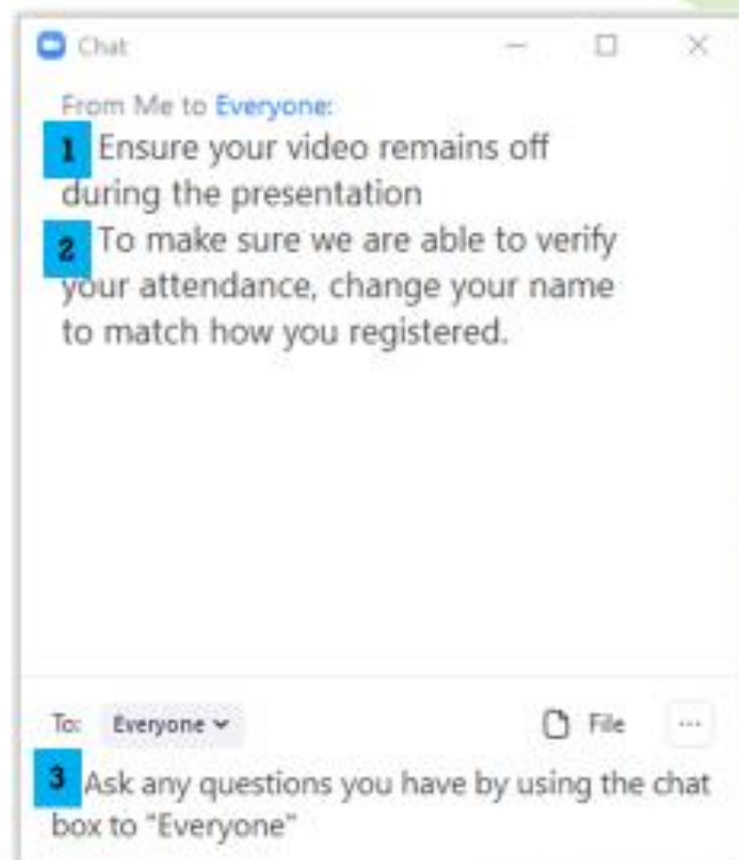 Chat
From Me to Everyone:
1 Ensure your video remains off
during the presentation
2 To make sure we are able to verify
your attendance, change your name
to match how you registered.
To: Everyone File ...
3 Ask any questions you have by using the chat
box to "Everyone"